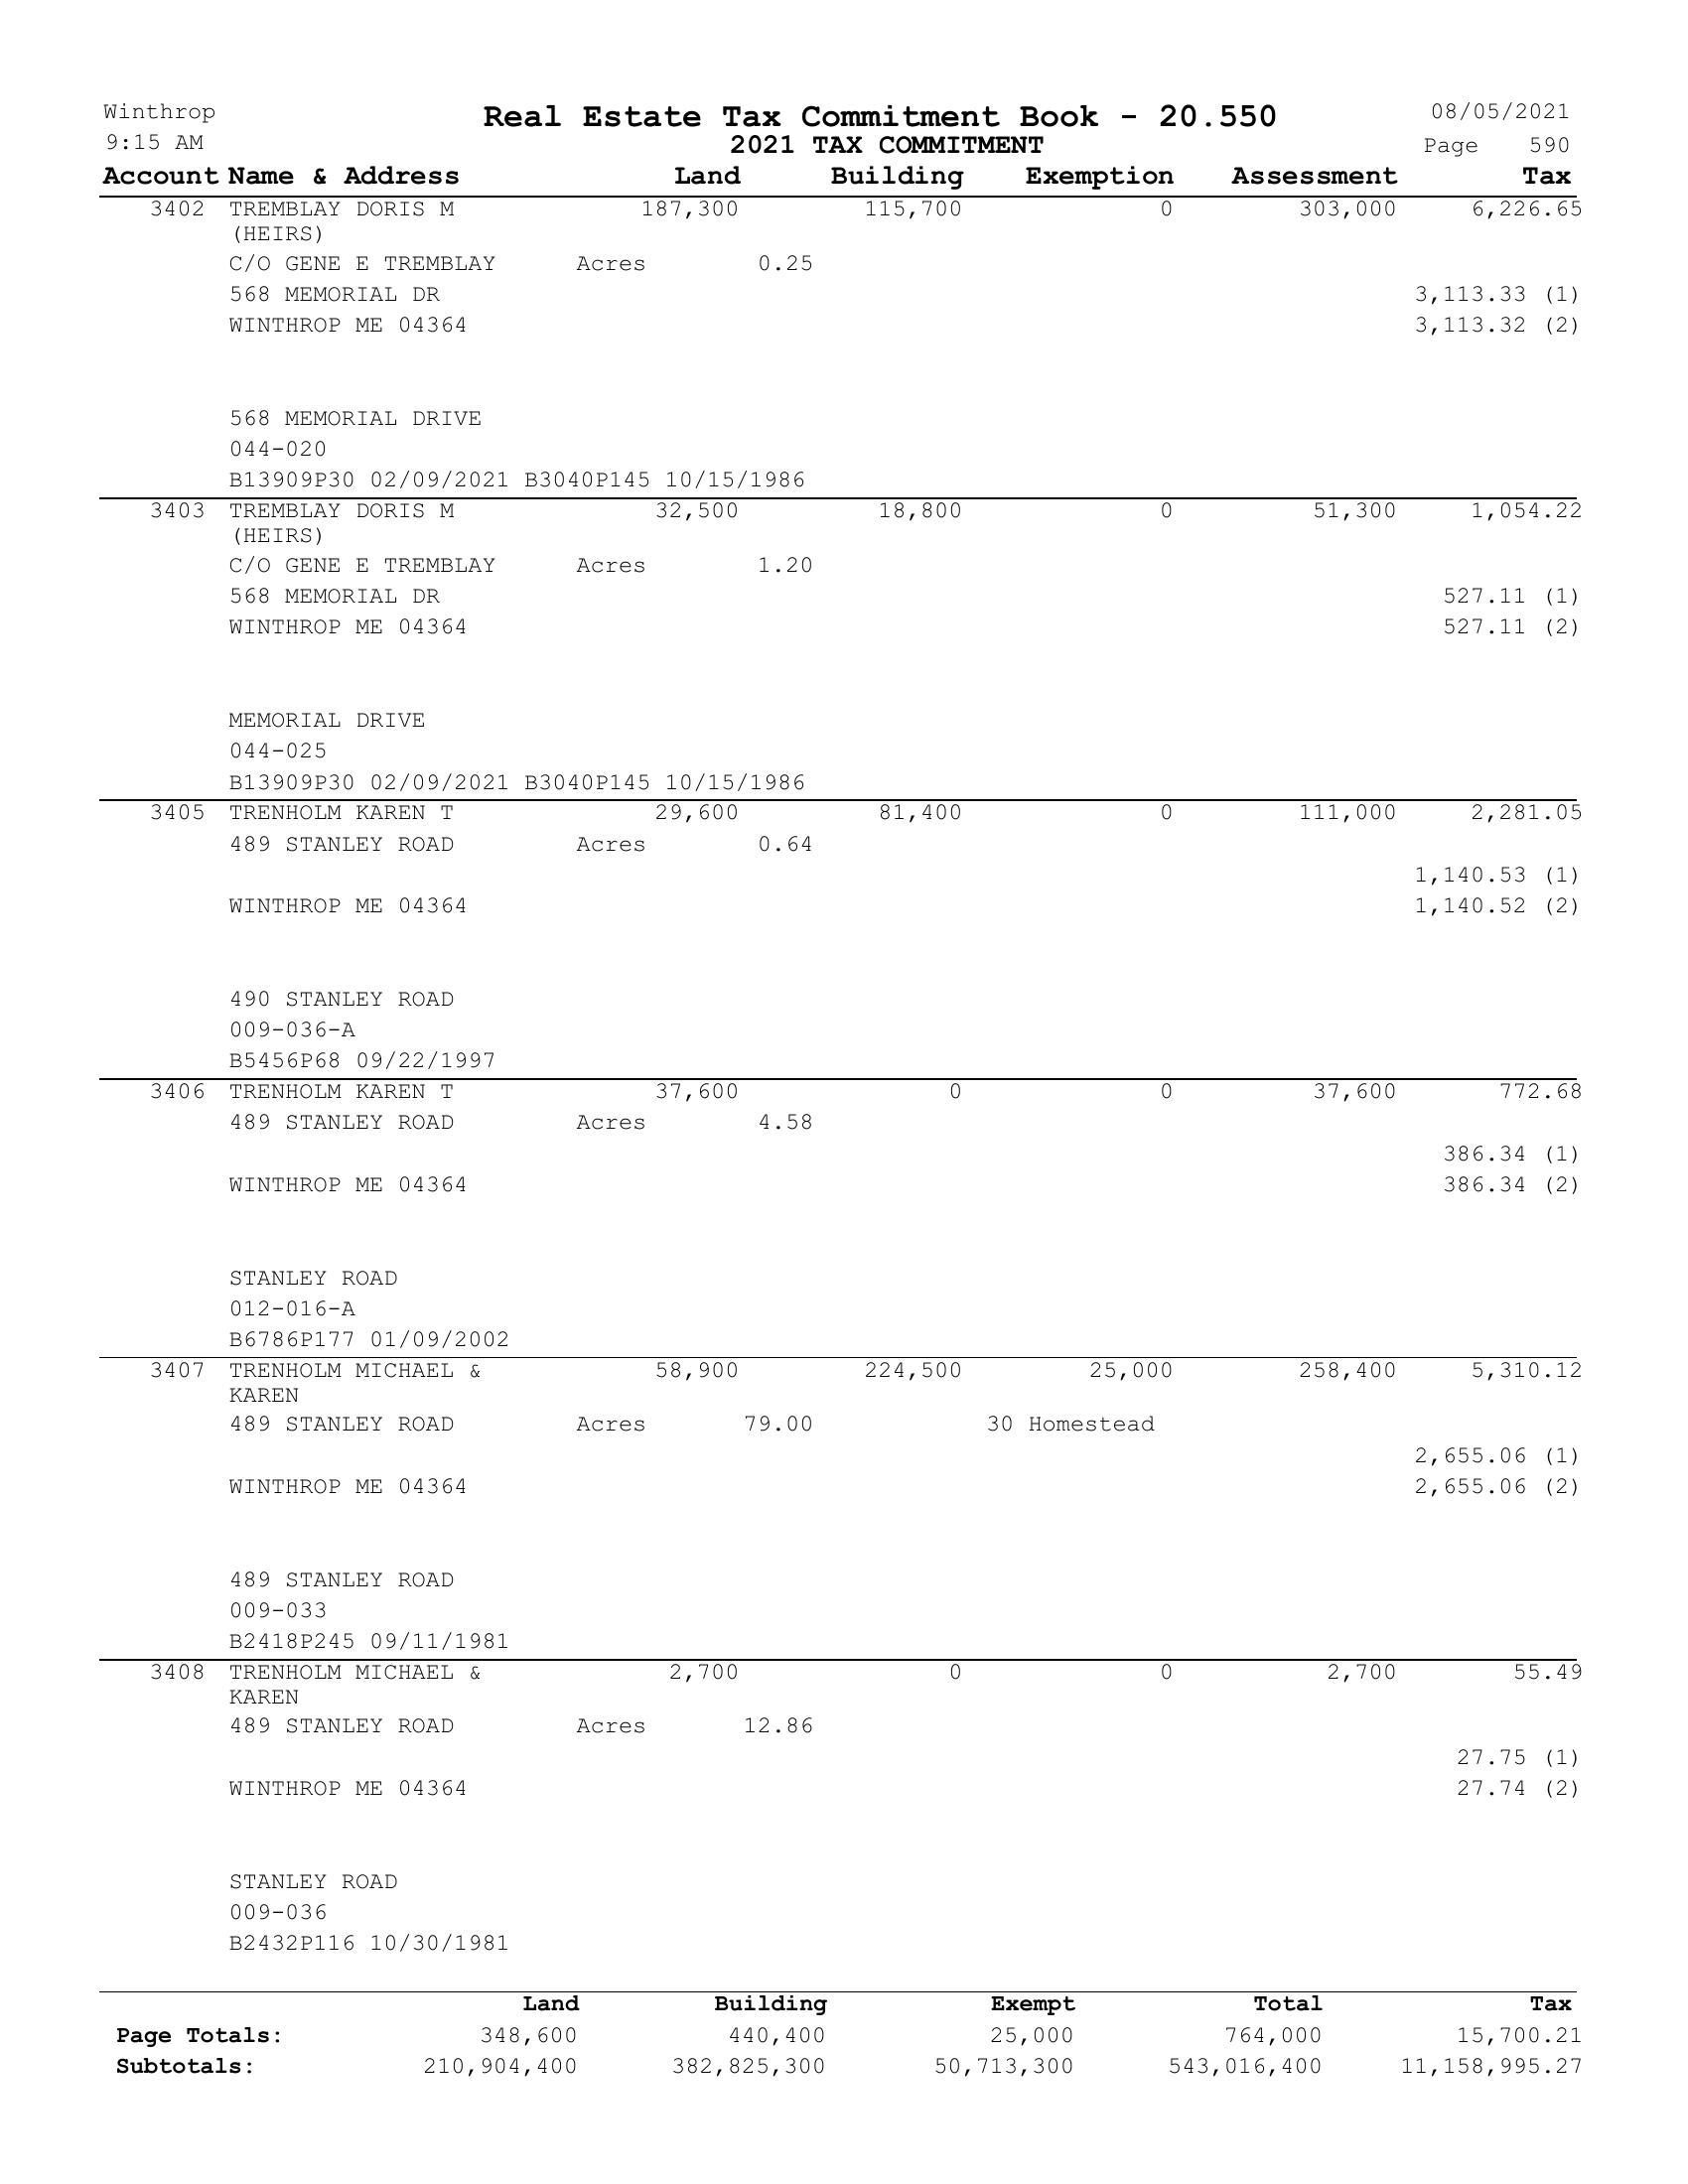 Winthrop Real Estate Tax Commitment Book - 20.550 08/05/2021
9:15 AM 2021 TAX COMMITMENT Page 590
Account Name & Address Land Building Exemption Assessment Tax
3402 TREMBLAY DORIS M 187,300 115,700 0 303,000 6,226.65
(HEIRS)
C/O GENE E TREMBLAY Acres 0.25
568 MEMORIAL DR 3,113.33 (1)
WINTHROP ME 04364 3,113.32 (2)
568 MEMORIAL DRIVE
044-020
B13909P30 02/09/2021 B3040P145 10/15/1986
3403 TREMBLAY DORIS M 32,500 18,800 0 51,300 1,054.22
(HEIRS)
C/O GENE E TREMBLAY Acres 1.20
568 MEMORIAL DR 527.11 (1)
WINTHROP ME 04364 527.11 (2)
MEMORIAL DRIVE
044-025
B13909P30 02/09/2021 B3040P145 10/15/1986
3405 TRENHOLM KAREN T 29,600 81,400 0 111,000 2,281.05
489 STANLEY ROAD Acres 0.64
1,140.53 (1)
WINTHROP ME 04364 1,140.52 (2)
490 STANLEY ROAD
009-036-A
B5456P68 09/22/1997
3406 TRENHOLM KAREN T 37,600 0 0 37,600 772.68
489 STANLEY ROAD Acres 4.58
386.34 (1)
WINTHROP ME 04364 386.34 (2)
STANLEY ROAD
012-016-A
B6786P177 01/09/2002
3407 TRENHOLM MICHAEL & 58,900 224,500 25,000 258,400 5,310.12
KAREN
489 STANLEY ROAD Acres 79.00 30 Homestead
2,655.06 (1)
WINTHROP ME 04364 2,655.06 (2)
489 STANLEY ROAD
009-033
B2418P245 09/11/1981
3408 TRENHOLM MICHAEL & 2,700 0 0 2,700 55.49
KAREN
489 STANLEY ROAD Acres 12.86
27.75 (1)
WINTHROP ME 04364 27.74 (2)
STANLEY ROAD
009-036
B2432P116 10/30/1981
Land Building Exempt Total Tax
Page Totals: 348,600 440,400 25,000 764,000 15,700.21
Subtotals: 210,904,400 382,825,300 50,713,300 543,016,400 11,158,995.27